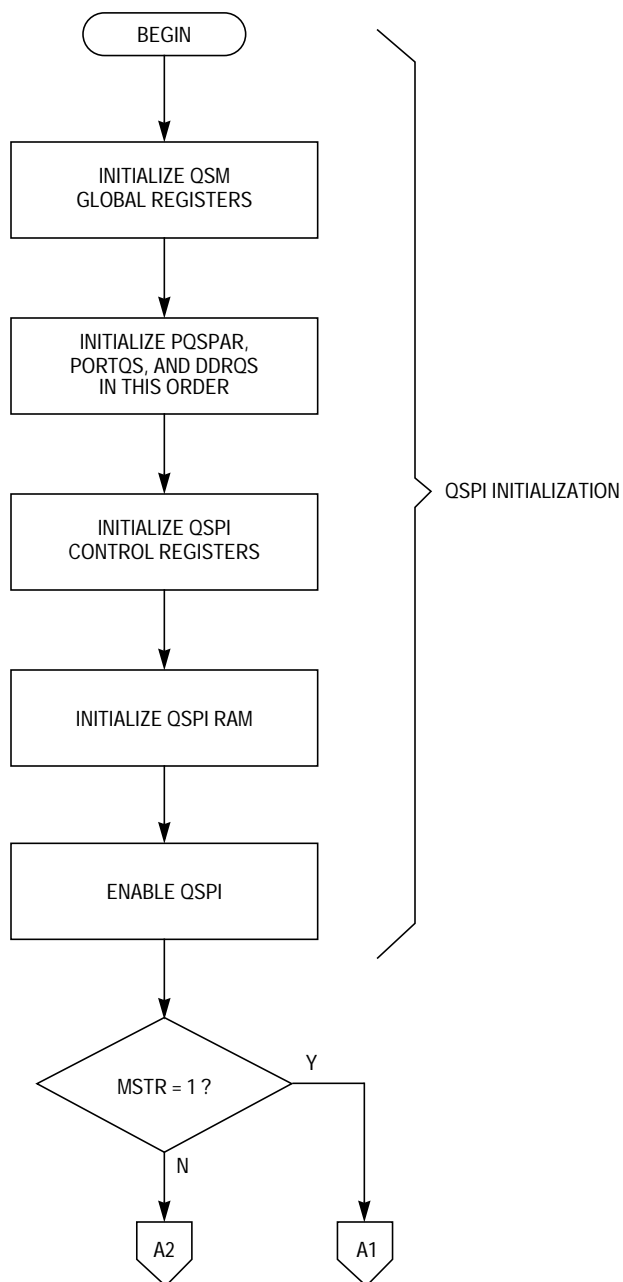 BEGIN
INITIALIZE QSM
GLOBAL REGISTERS
INITIALIZE PQSPAR,
PORTQS, AND DDRQS
IN THIS ORDER
QSPI INITIALIZATION
INITIALIZE QSPI
CONTROL REGISTERS
INITIALIZE QSPI RAM
ENABLE QSPI
MSTR = 1 ?
Y
N
A2
A1